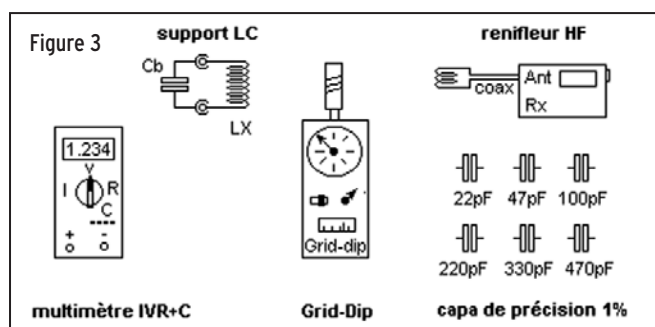 Figure 3
support LC
renifleur HF
Cb
LX
coax
Ant
Rx
1.234
V
I
R
C
+ -
Grid-dip
22pF 47pF 100pF
220pF 330pF 470pF
multimètre IVR+C
Grid-Dip
capa de précision 1%